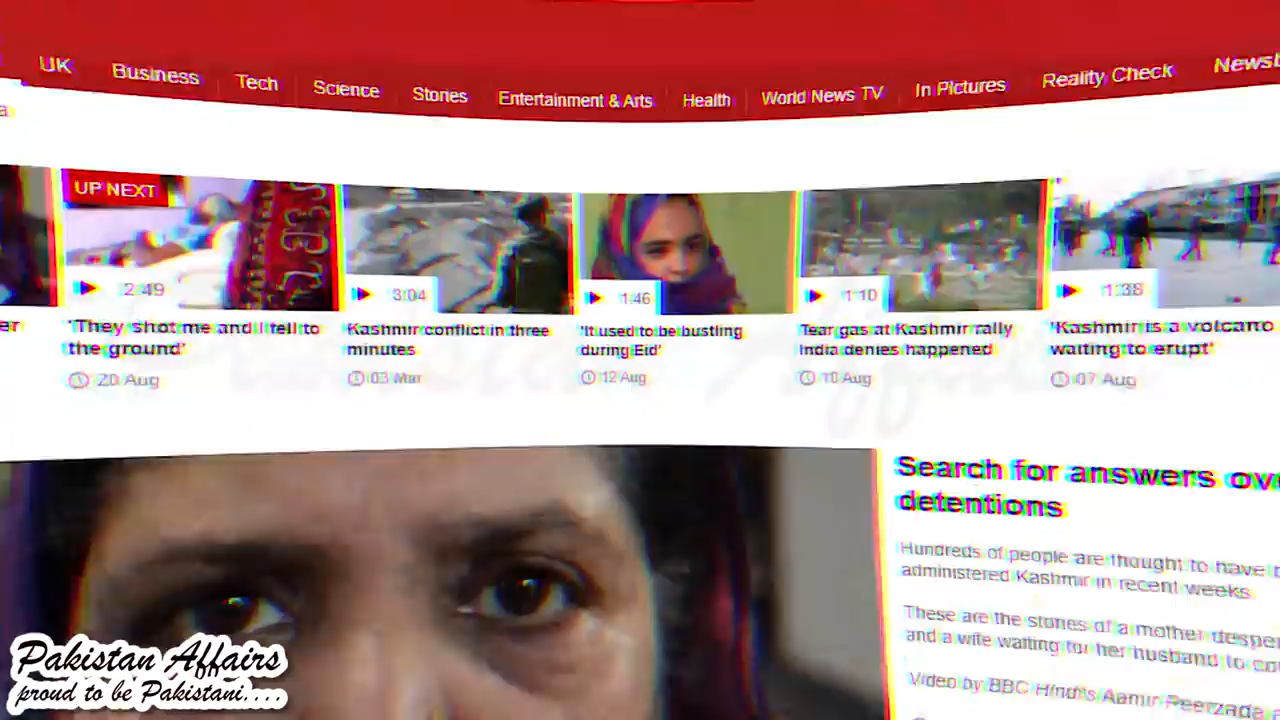 UK Business Tech Science Stories Entertainment & Arts Health World News TV In Pictures Reality Check
UP NEXT
2:49
3:04
1:46
1:10
1:38
'They shot me and I fell to
the ground'
20 Aug
Kashmir conflict in three
minutes
03 Mar
'It used to be bustling
during Eid'
12 Aug
Tear gas at Kashmir rally
India denies happened
10 Aug
'Kashmir is a volcano
waiting to erupt'
07 Aug
Search for answers
detentions
Hundreds of people are thought to have
administered Kashmir in recent weeks.
These are the stories of a mother
and a wife waiting for her husband to
Video by BBC Hindi's Aamir Peerzada
Pakistan Affairs
proud to be Pakistani....